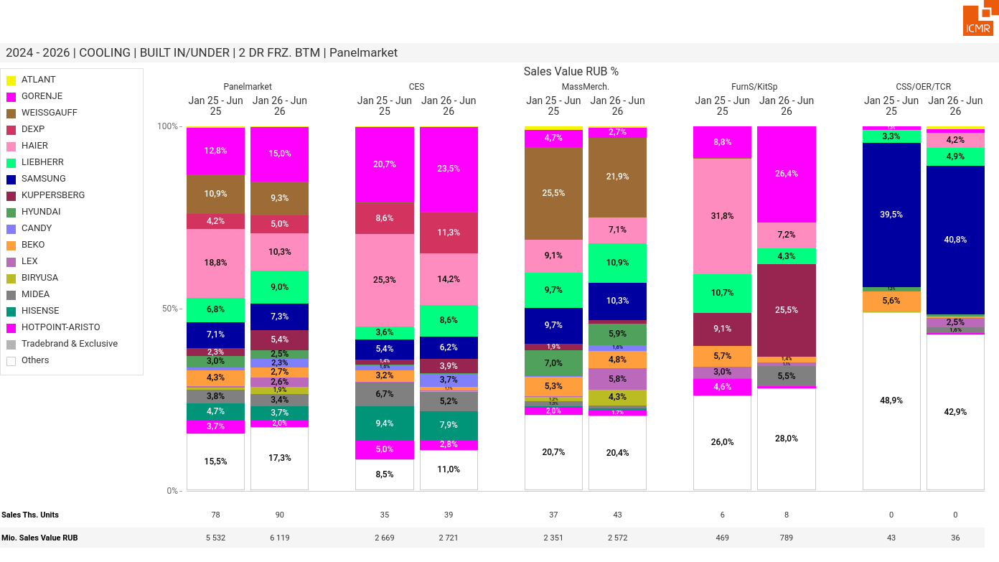 ICMR
2024 - 2026 | COOLING | BUILT IN/UNDER | 2 DR FRZ. BTM | Panelmarket
ATLANT
GORENJE
WEISSGAUFF
DEXP
HAIER
LIEBHERR
SAMSUNG
KUPPERSBERG
HYUNDAI
CANDY
BEKO
LEX
BIRYUSA
MIDEA
HISENSE
HOTPOINT-ARISTO
Tradebrand & Exclusive
Others
Sales Value RUB %
Panelmarket
CES
MassMerch.
FurnS/KitSp
CSS/OER/TCR
Jan 25 - Jun 25
Jan 26 - Jun 26
Jan 25 - Jun 25
Jan 26 - Jun 26
Jan 25 - Jun 25
Jan 26 - Jun 26
Jan 25 - Jun 25
Jan 26 - Jun 26
Jan 25 - Jun 25
Jan 26 - Jun 26
100%
50%
0%
12,8%
10,9%
4,2%
18,8%
6,8%
7,1%
2,3%
3,0%
4,3%
3,8%
4,7%
3,7%
15,5%
15,0%
9,3%
5,0%
10,3%
9,0%
7,3%
5,4%
2,5%
2,3%
2,7%
2,6%
1,9%
3,4%
3,7%
2,0%
17,3%
20,7%
8,6%
25,3%
3,6%
5,4%
1,4%
1,6%
3,2%
6,7%
9,4%
5,0%
8,5%
23,5%
11,3%
14,2%
8,6%
6,2%
3,9%
3,7%
1,1%
5,2%
7,9%
2,8%
11,0%
4,7%
25,5%
9,1%
9,7%
9,7%
1,9%
7,0%
5,3%
1,2%
1,3%
2,0%
20,7%
2,7%
21,9%
7,1%
10,9%
10,3%
5,9%
1,6%
4,8%
5,8%
4,3%
1,7%
20,4%
8,8%
31,8%
10,7%
9,1%
5,7%
3,0%
4,6%
26,0%
26,4%
7,2%
4,3%
25,5%
1,4%
1,1%
5,5%
28,0%
3,3%
39,5%
5,6%
48,9%
4,2%
4,9%
40,8%
2,5%
1,6%
42,9%
Sales Ths. Units 78 90 35 39 37 43 6 8 0 0
Mio. Sales Value RUB 5 532 6 119 2 669 2 721 2 351 2 572 469 789 43 36